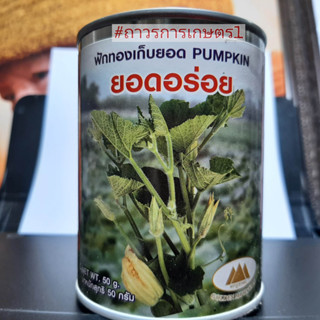 #ถาวรการเกษตร1
ฟักทองเก็บยอด PUMPKIN
ยอดอร่อย
NET WT. 50 g.
น้ำหนักสุทธิ 50 กรัม